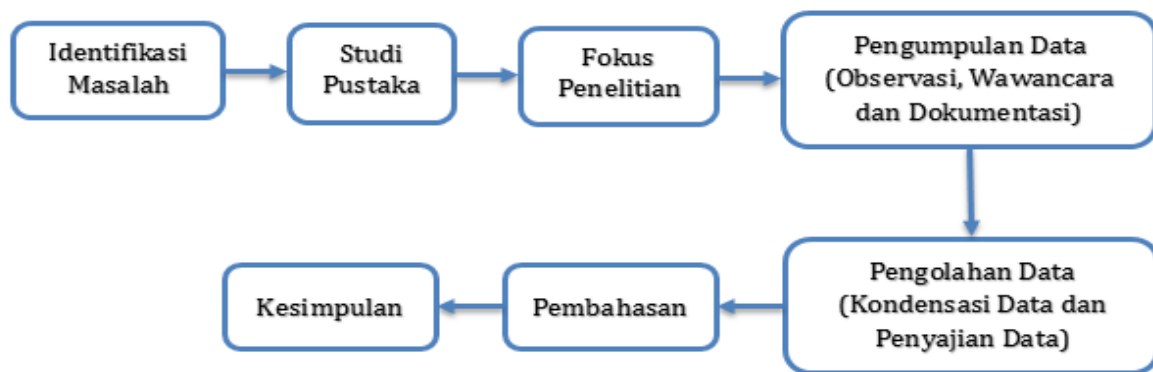 Identifikasi
Masalah
Studi
Pustaka
Fokus
Penelitian
Pengumpulan Data
(Observasi, Wawancara
dan Dokumentasi)
Pengolahan Data
(Kondensasi Data dan
Penyajian Data)
Pembahasan
Kesimpulan